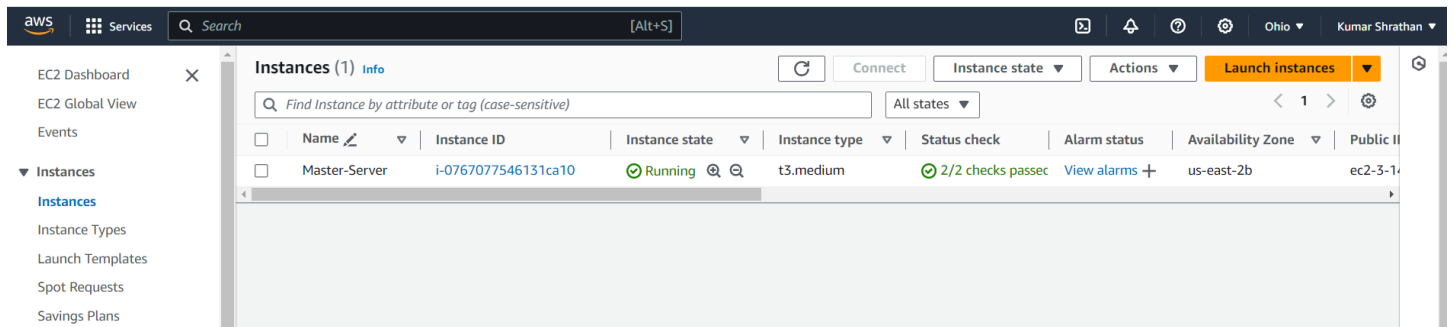 aws Services Search [Alt+S] Ohio Kumar Shrathan
EC2 Dashboard
EC2 Global View
Events
Instances
Instances
Instance Types
Launch Templates
Spot Requests
Savings Plans
Instances (1) Info Connect Instance state Actions Launch instances
Find Instance by attribute or tag (case-sensitive) All states 1
Name Instance ID Instance state Instance type Status check Alarm status Availability Zone Public
Master-Server i-0767077546131ca10 Running t3.medium 2/2 checks passed View alarms + us-east-2b ec2-3-14